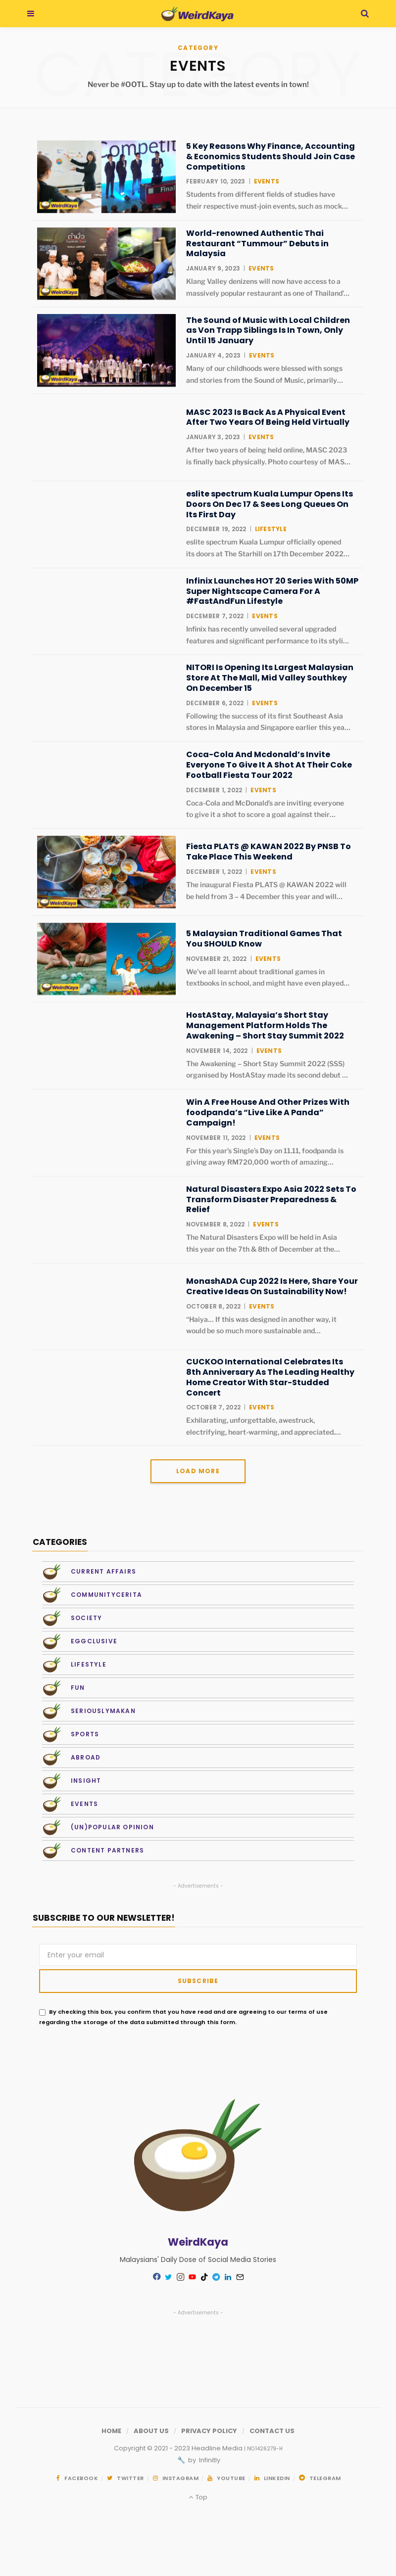 WeirdKaya
CATEGORY
CATEGORY
EVENTS
Never be #OOTL. Stay up to date with the latest events in town!
5 Key Reasons Why Finance, Accounting
& Economics Students Should Join Case
Competitions
FEBRUARY 10, 2023 | EVENTS
Students from different fields of studies have
their respective must-join events, such as mock…
WeirdKaya
World-renowned Authentic Thai
Restaurant “Tummour” Debuts in
Malaysia
JANUARY 9, 2023 | EVENTS
Klang Valley denizens will now have access to a
massively popular restaurant as one of Thailand’…
WeirdKaya
The Sound of Music with Local Children
as Von Trapp Siblings Is In Town, Only
Until 15 January
JANUARY 4, 2023 | EVENTS
Many of our childhoods were blessed with songs
and stories from the Sound of Music, primarily…
WeirdKaya
MASC 2023 Is Back As A Physical Event
After Two Years Of Being Held Virtually
JANUARY 3, 2023 | EVENTS
After two years of being held online, MASC 2023
is finally back physically. Photo courtesy of MAS…
eslite spectrum Kuala Lumpur Opens Its
Doors On Dec 17 & Sees Long Queues On
Its First Day
DECEMBER 19, 2022 | LIFESTYLE
eslite spectrum Kuala Lumpur officially opened
its doors at The Starhill on 17th December 2022…
Infinix Launches HOT 20 Series With 50MP
Super Nightscape Camera For A
#FastAndFun Lifestyle
DECEMBER 7, 2022 | EVENTS
Infinix has recently unveiled several upgraded
features and significant performance to its styli…
NITORI Is Opening Its Largest Malaysian
Store At The Mall, Mid Valley Southkey
On December 15
DECEMBER 6, 2022 | EVENTS
Following the success of its first Southeast Asia
stores in Malaysia and Singapore earlier this yea…
Coca-Cola And Mcdonald’s Invite
Everyone To Give It A Shot At Their Coke
Football Fiesta Tour 2022
DECEMBER 1, 2022 | EVENTS
Coca-Cola and McDonald’s are inviting everyone
to give it a shot to score a goal against their…
Fiesta PLATS @ KAWAN 2022 By PNSB To
Take Place This Weekend
DECEMBER 1, 2022 | EVENTS
The inaugural Fiesta PLATS @ KAWAN 2022 will
be held from 3 – 4 December this year and will…
WeirdKaya
5 Malaysian Traditional Games That
You SHOULD Know
NOVEMBER 21, 2022 | EVENTS
We’ve all learnt about traditional games in
textbooks in school, and might have even played…
WeirdKaya
HostAStay, Malaysia’s Short Stay
Management Platform Holds The
Awakening – Short Stay Summit 2022
NOVEMBER 14, 2022 | EVENTS
The Awakening – Short Stay Summit 2022 (SSS)
organised by HostAStay made its second debut …
Win A Free House And Other Prizes With
foodpanda’s “Live Like A Panda”
Campaign!
NOVEMBER 11, 2022 | EVENTS
For this year’s Single’s Day on 11.11, foodpanda is
giving away RM720,000 worth of amazing…
Natural Disasters Expo Asia 2022 Sets To
Transform Disaster Preparedness &
Relief
NOVEMBER 8, 2022 | EVENTS
The Natural Disasters Expo will be held in Asia
this year on the 7th & 8th of December at the…
MonashADA Cup 2022 Is Here, Share Your
Creative Ideas On Sustainability Now!
OCTOBER 8, 2022 | EVENTS
“Haiya… If this was designed in another way, it
would be so much more sustainable and…
CUCKOO International Celebrates Its
8th Anniversary As The Leading Healthy
Home Creator With Star-Studded
Concert
OCTOBER 7, 2022 | EVENTS
Exhilarating, unforgettable, awestruck,
electrifying, heart-warming, and appreciated,…
LOAD MORE
CATEGORIES
CURRENT AFFAIRS
COMMUNITYCERITA
SOCIETY
EGGCLUSIVE
LIFESTYLE
FUN
SERIOUSLYMAKAN
SPORTS
ABROAD
INSIGHT
EVENTS
(UN)POPULAR OPINION
CONTENT PARTNERS
- Advertisements -
SUBSCRIBE TO OUR NEWSLETTER!
Enter your email
SUBSCRIBE
By checking this box, you confirm that you have read and are agreeing to our terms of use
regarding the storage of the data submitted through this form.
WeirdKaya
Malaysians' Daily Dose of Social Media Stories
- Advertisements -
HOME / ABOUT US / PRIVACY POLICY / CONTACT US
Copyright © 2021 - 2023 Headline Media | NO.1426279-H
by Infinitly
FACEBOOK / TWITTER / INSTAGRAM / YOUTUBE / LINKEDIN / TELEGRAM
Top